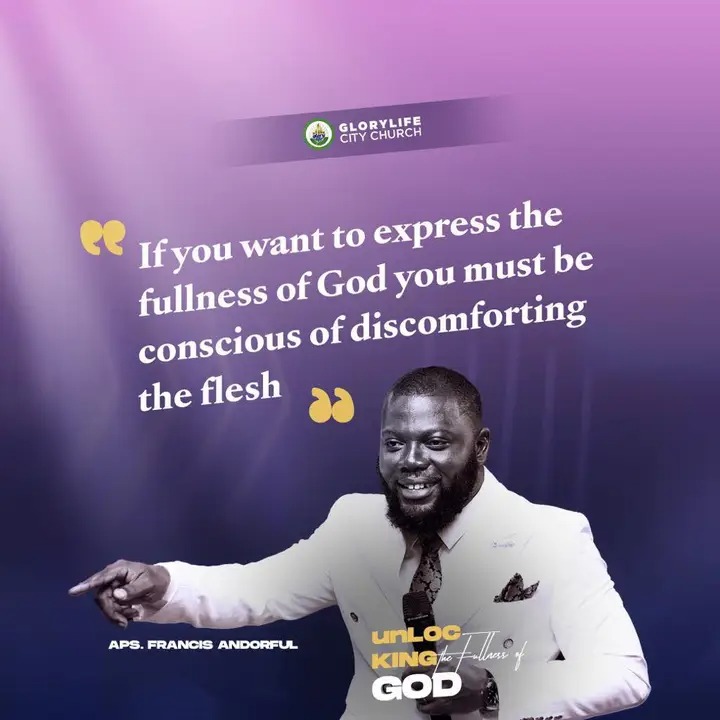 GLORYLIFE
CITY CHURCH
If you want to express the
fullness of God you must be
conscious of discomforting
the flesh
APS. FRANCIS ANDORFUL
unLOC
KING the Fullness of
GOD